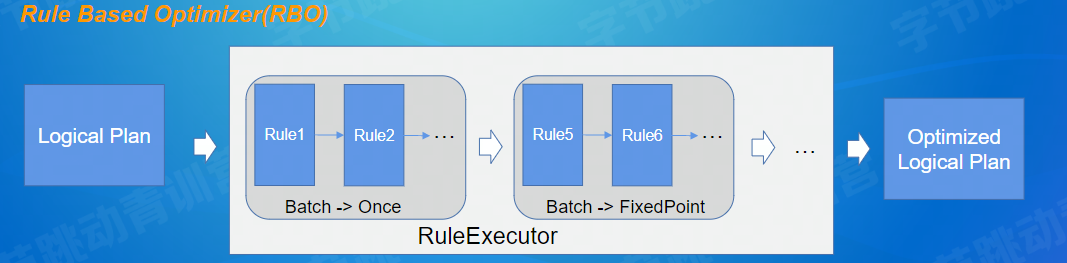 Rule Based Optimizer(RBO)
Logical Plan
Rule1
Rule2
...
Batch -> Once
Rule5
Rule6
...
Batch -> FixedPoint
...
RuleExecutor
Optimized
Logical Plan
字节跳动青训营